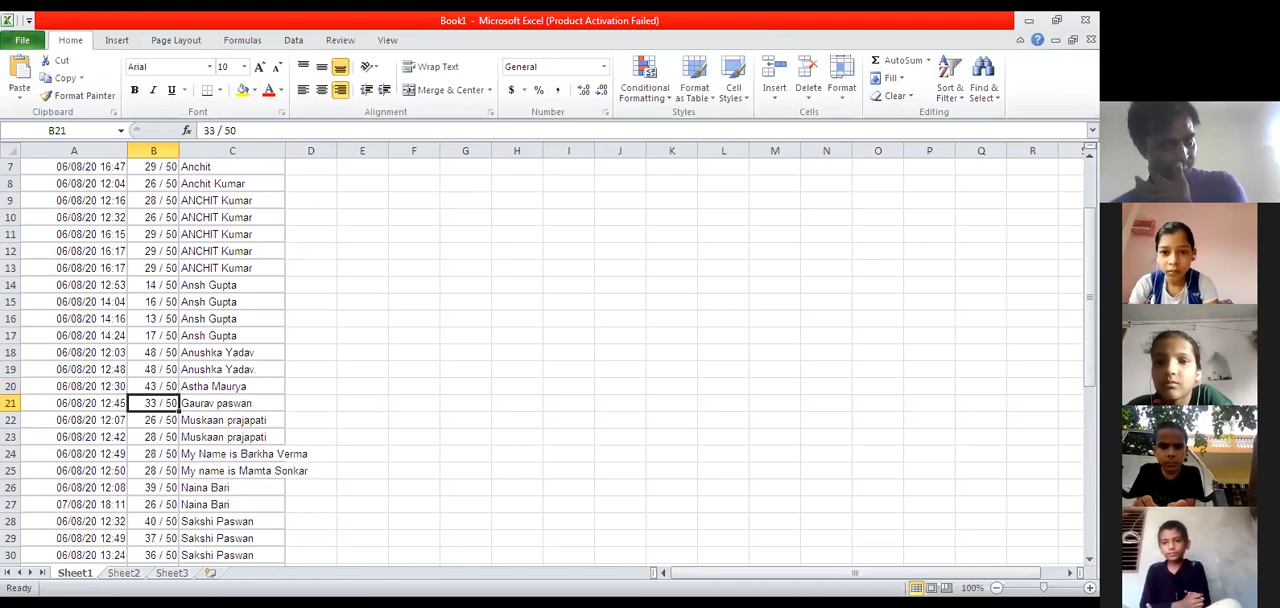 Book1 - Microsoft Excel (Product Activation Failed)
File Home Insert Page Layout Formulas Data Review View
Cut
Arial 10 Wrap Text General AutoSum
Copy Fill
Paste Format Painter B I U Merge & Center $ % , Conditional Formatting Format as Table Cell Styles Insert Delete Format Clear Sort & Filter Find & Select
Clipboard Font Alignment Number Styles Cells Editing
B21 fx 33 / 50
A B C D E F G H I J K L M N O P Q R
7 06/08/20 16:47 29 / 50 Anchit
8 06/08/20 12:04 26 / 50 Anchit Kumar
9 06/08/20 12:16 28 / 50 ANCHIT Kumar
10 06/08/20 12:32 26 / 50 ANCHIT Kumar
11 06/08/20 16:15 29 / 50 ANCHIT Kumar
12 06/08/20 16:17 29 / 50 ANCHIT Kumar
13 06/08/20 16:17 29 / 50 ANCHIT Kumar
14 06/08/20 12:53 14 / 50 Ansh Gupta
15 06/08/20 14:04 16 / 50 Ansh Gupta
16 06/08/20 14:16 13 / 50 Ansh Gupta
17 06/08/20 14:24 17 / 50 Ansh Gupta
18 06/08/20 12:03 48 / 50 Anushka Yadav
19 06/08/20 12:48 48 / 50 Anushka Yadav.
20 06/08/20 12:30 43 / 50 Astha Maurya
21 06/08/20 12:45 33 / 50 Gaurav paswan
22 06/08/20 12:07 26 / 50 Muskaan prajapati
23 06/08/20 12:42 28 / 50 Muskaan prajapati
24 06/08/20 12:49 28 / 50 My Name is Barkha Verma
25 06/08/20 12:50 28 / 50 My name is Mamta Sonkar
26 06/08/20 12:08 39 / 50 Naina Bari
27 07/08/20 18:11 26 / 50 Naina Bari
28 06/08/20 12:32 40 / 50 Sakshi Paswan
29 06/08/20 12:49 37 / 50 Sakshi Paswan
30 06/08/20 13:24 36 / 50 Sakshi Paswan
Sheet1 Sheet2 Sheet3
Ready 100%